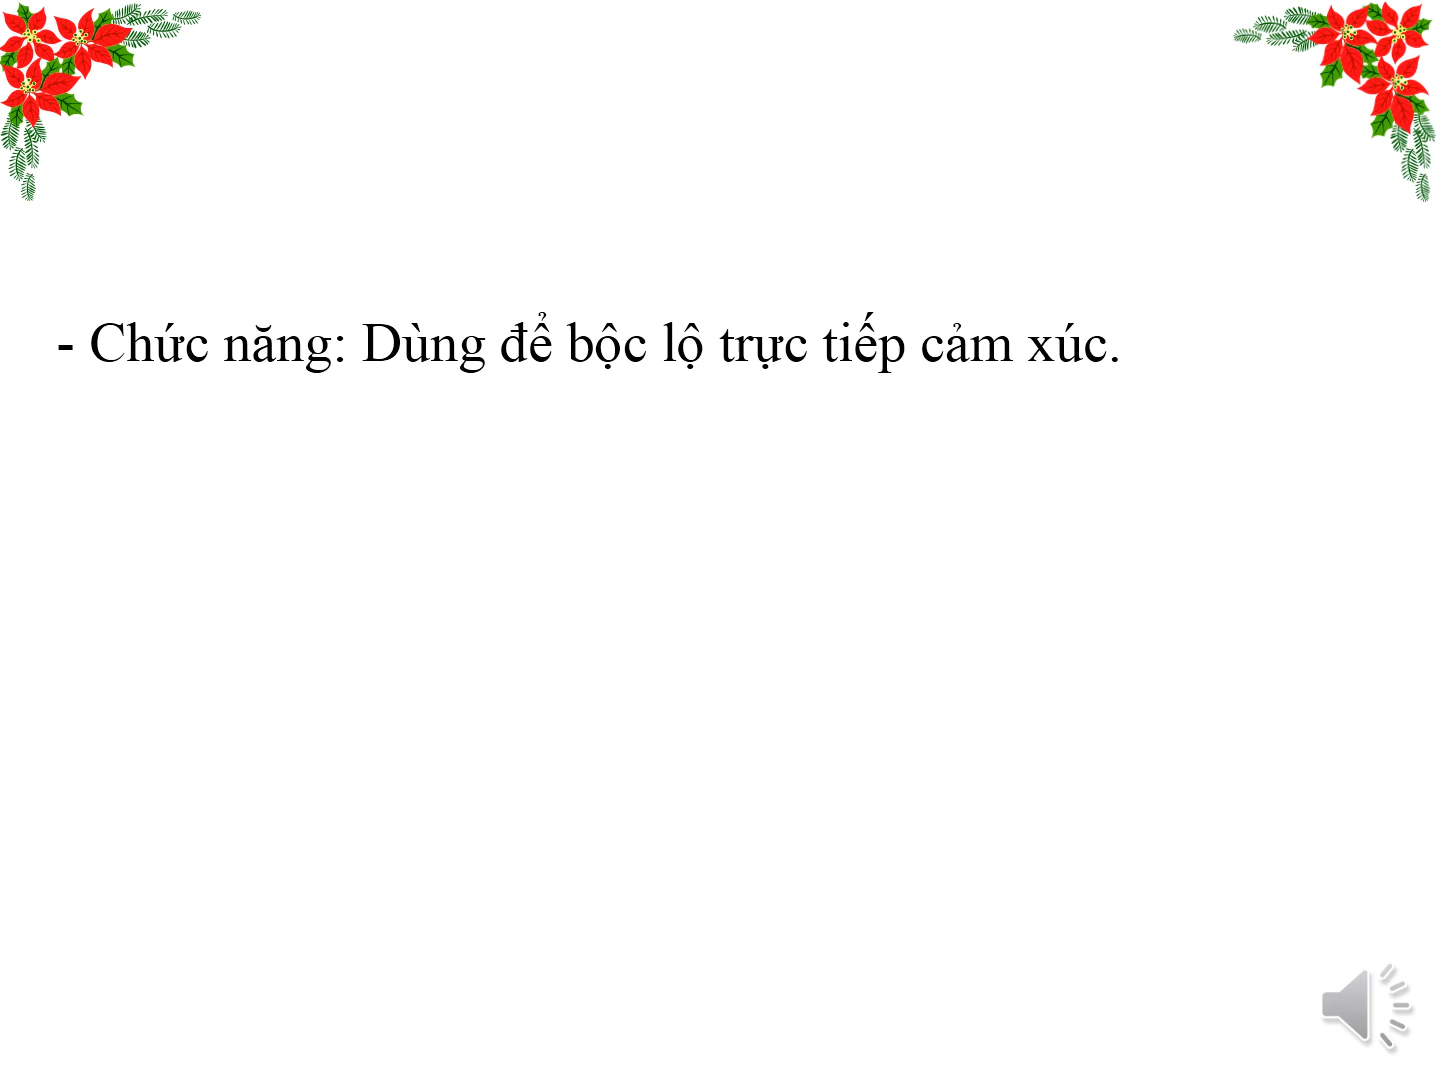 - Chức năng: Dùng để bộc lộ trực tiếp cảm xúc.